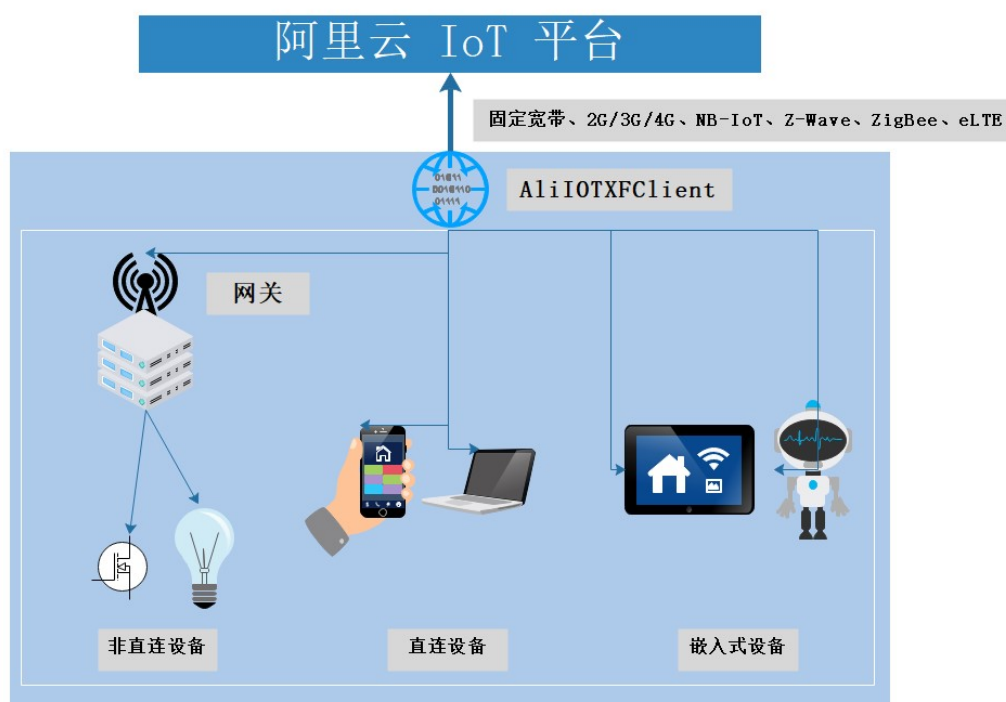 阿里云 IoT 平台
固定宽带、2G/3G/4G、NB-IoT、Z-Wave、ZigBee、eLTE
AliIOTXFClient
网关
非直连设备
直连设备
嵌入式设备